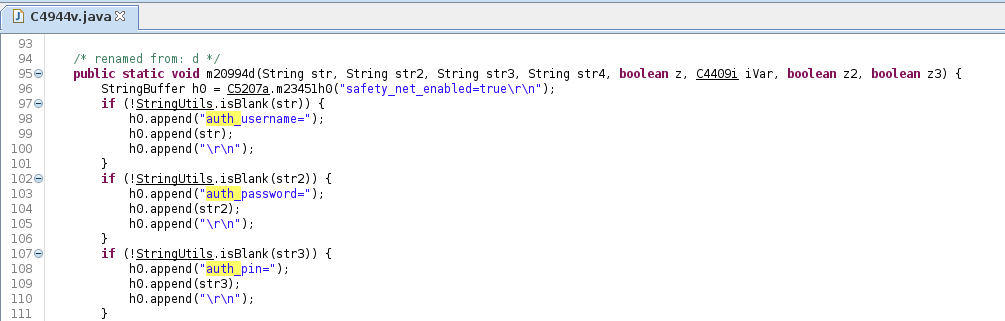 C4944v.java
93
94 /* renamed from: d */
95 public static void m20994d(String str, String str2, String str3, String str4, boolean z, C4409i iVar, boolean z2, boolean z3) {
96 StringBuffer h0 = C5207a.m23451h0("safety_net_enabled=true\r\n");
97 if (!StringUtils.isBlank(str)) {
98 h0.append("auth_username=");
99 h0.append(str);
100 h0.append("\r\n");
101 }
102 if (!StringUtils.isBlank(str2)) {
103 h0.append("auth_password=");
104 h0.append(str2);
105 h0.append("\r\n");
106 }
107 if (!StringUtils.isBlank(str3)) {
108 h0.append("auth_pin=");
109 h0.append(str3);
110 h0.append("\r\n");
111 }